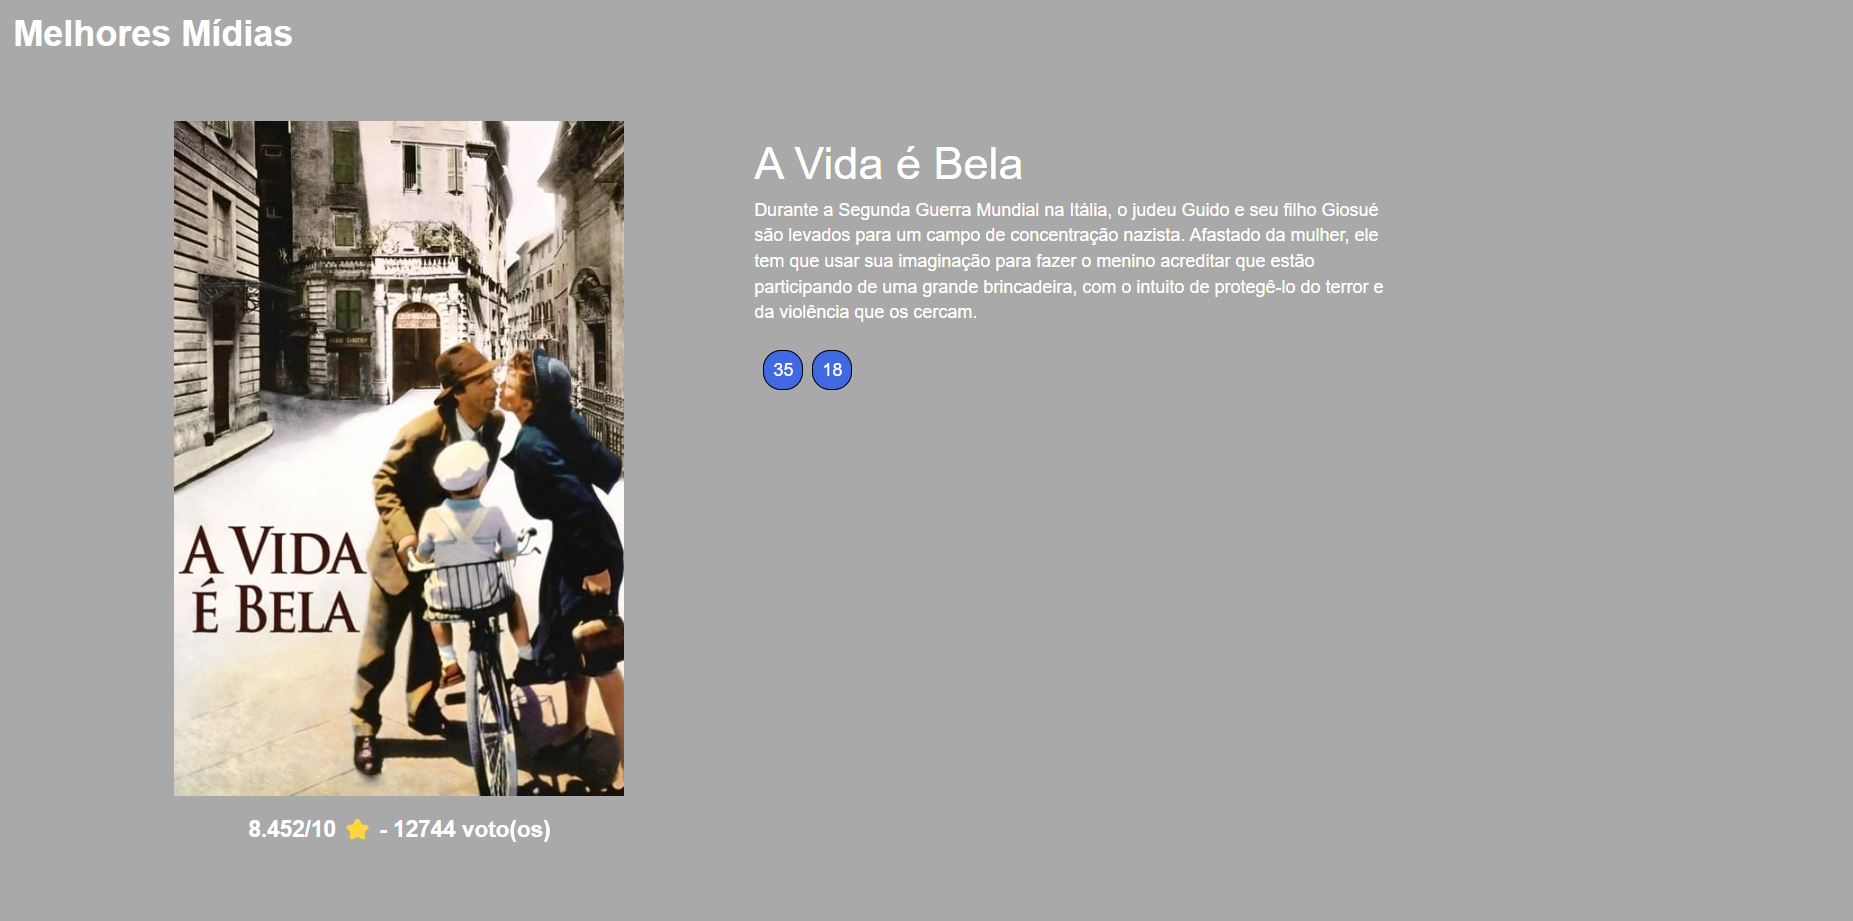 Melhores Mídias
A VIDA
É BELA
8.452/10 ⭐ - 12744 voto(os)
A Vida é Bela
Durante a Segunda Guerra Mundial na Itália, o judeu Guido e seu filho Giosué
são levados para um campo de concentração nazista. Afastado da mulher, ele
tem que usar sua imaginação para fazer o menino acreditar que estão
participando de uma grande brincadeira, com o intuito de protegê-lo do terror e
da violência que os cercam.
35 18